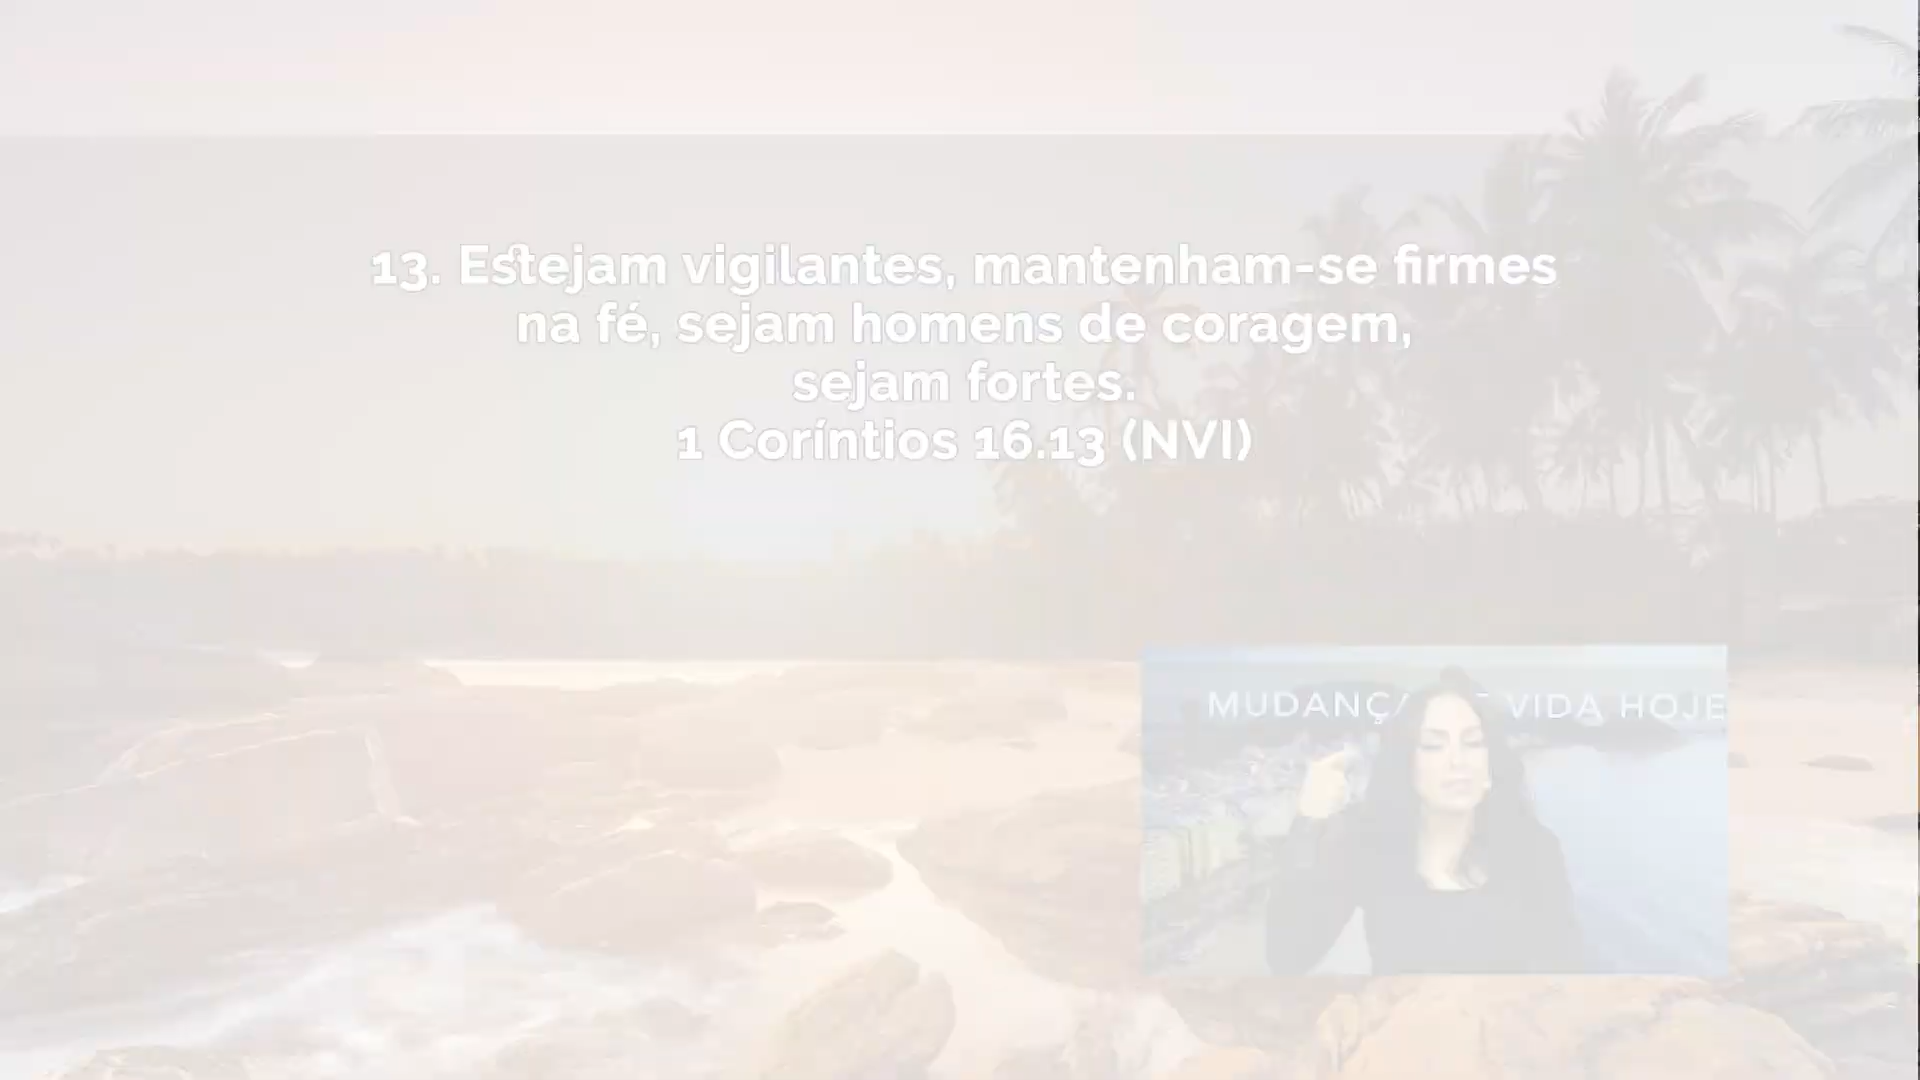 13. Estejam vigilantes, mantenham-se firmes
na fé, sejam homens de coragem,
sejam fortes.
1 Coríntios 16.13 (NVI)
VIDA HOJE